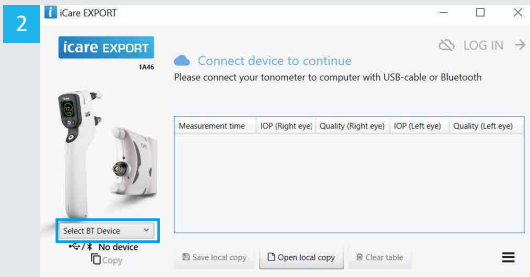 2
iCare EXPORT
icare EXPORT
1A46
LOG IN
Connect device to continue
Please connect your tonometer to computer with USB-cable or Bluetooth
Measurement time IOP (Right eye) Quality (Right eye) IOP (Left eye) Quality (Left eye)
Select BT Device
/ No device
Copy
Save local copy Open local copy Clear table